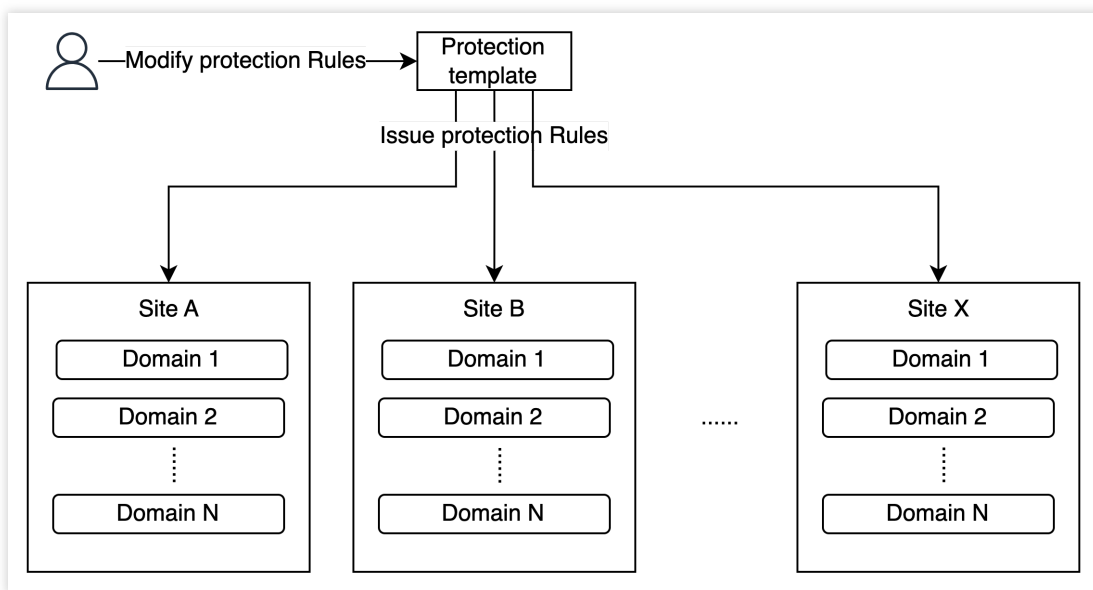 Modify protection Rules
Protection
template
Issue protection Rules
Site A
Domain 1
Domain 2
Domain N
Site B
Domain 1
Domain 2
Domain N
......
Site X
Domain 1
Domain 2
Domain N